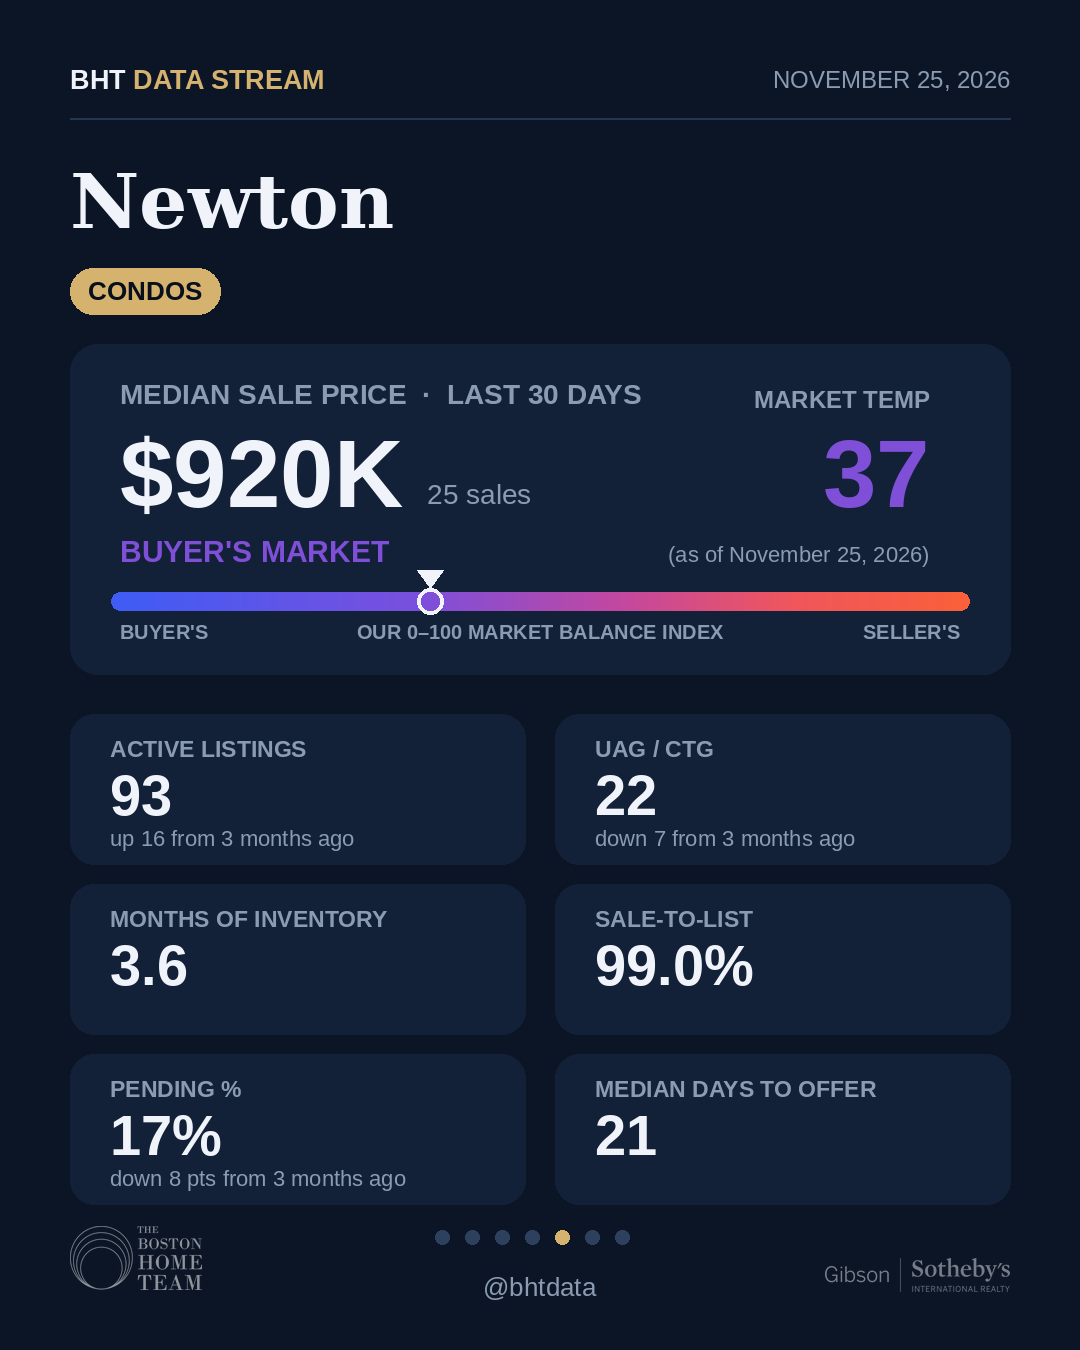 BHT DATA STREAM
NOVEMBER 25, 2026
Newton
CONDOS
MEDIAN SALE PRICE · LAST 30 DAYS
MARKET TEMP
$920K 25 sales
37
BUYER'S MARKET
(as of November 25, 2026)
BUYER'S
OUR 0–100 MARKET BALANCE INDEX
SELLER'S
ACTIVE LISTINGS
93
up 16 from 3 months ago
UAG / CTG
22
down 7 from 3 months ago
MONTHS OF INVENTORY
3.6
SALE-TO-LIST
99.0%
PENDING %
17%
down 8 pts from 3 months ago
MEDIAN DAYS TO OFFER
21
THE
BOSTON
HOME
TEAM
@bhtdata
Gibson
Sotheby's
INTERNATIONAL REALTY